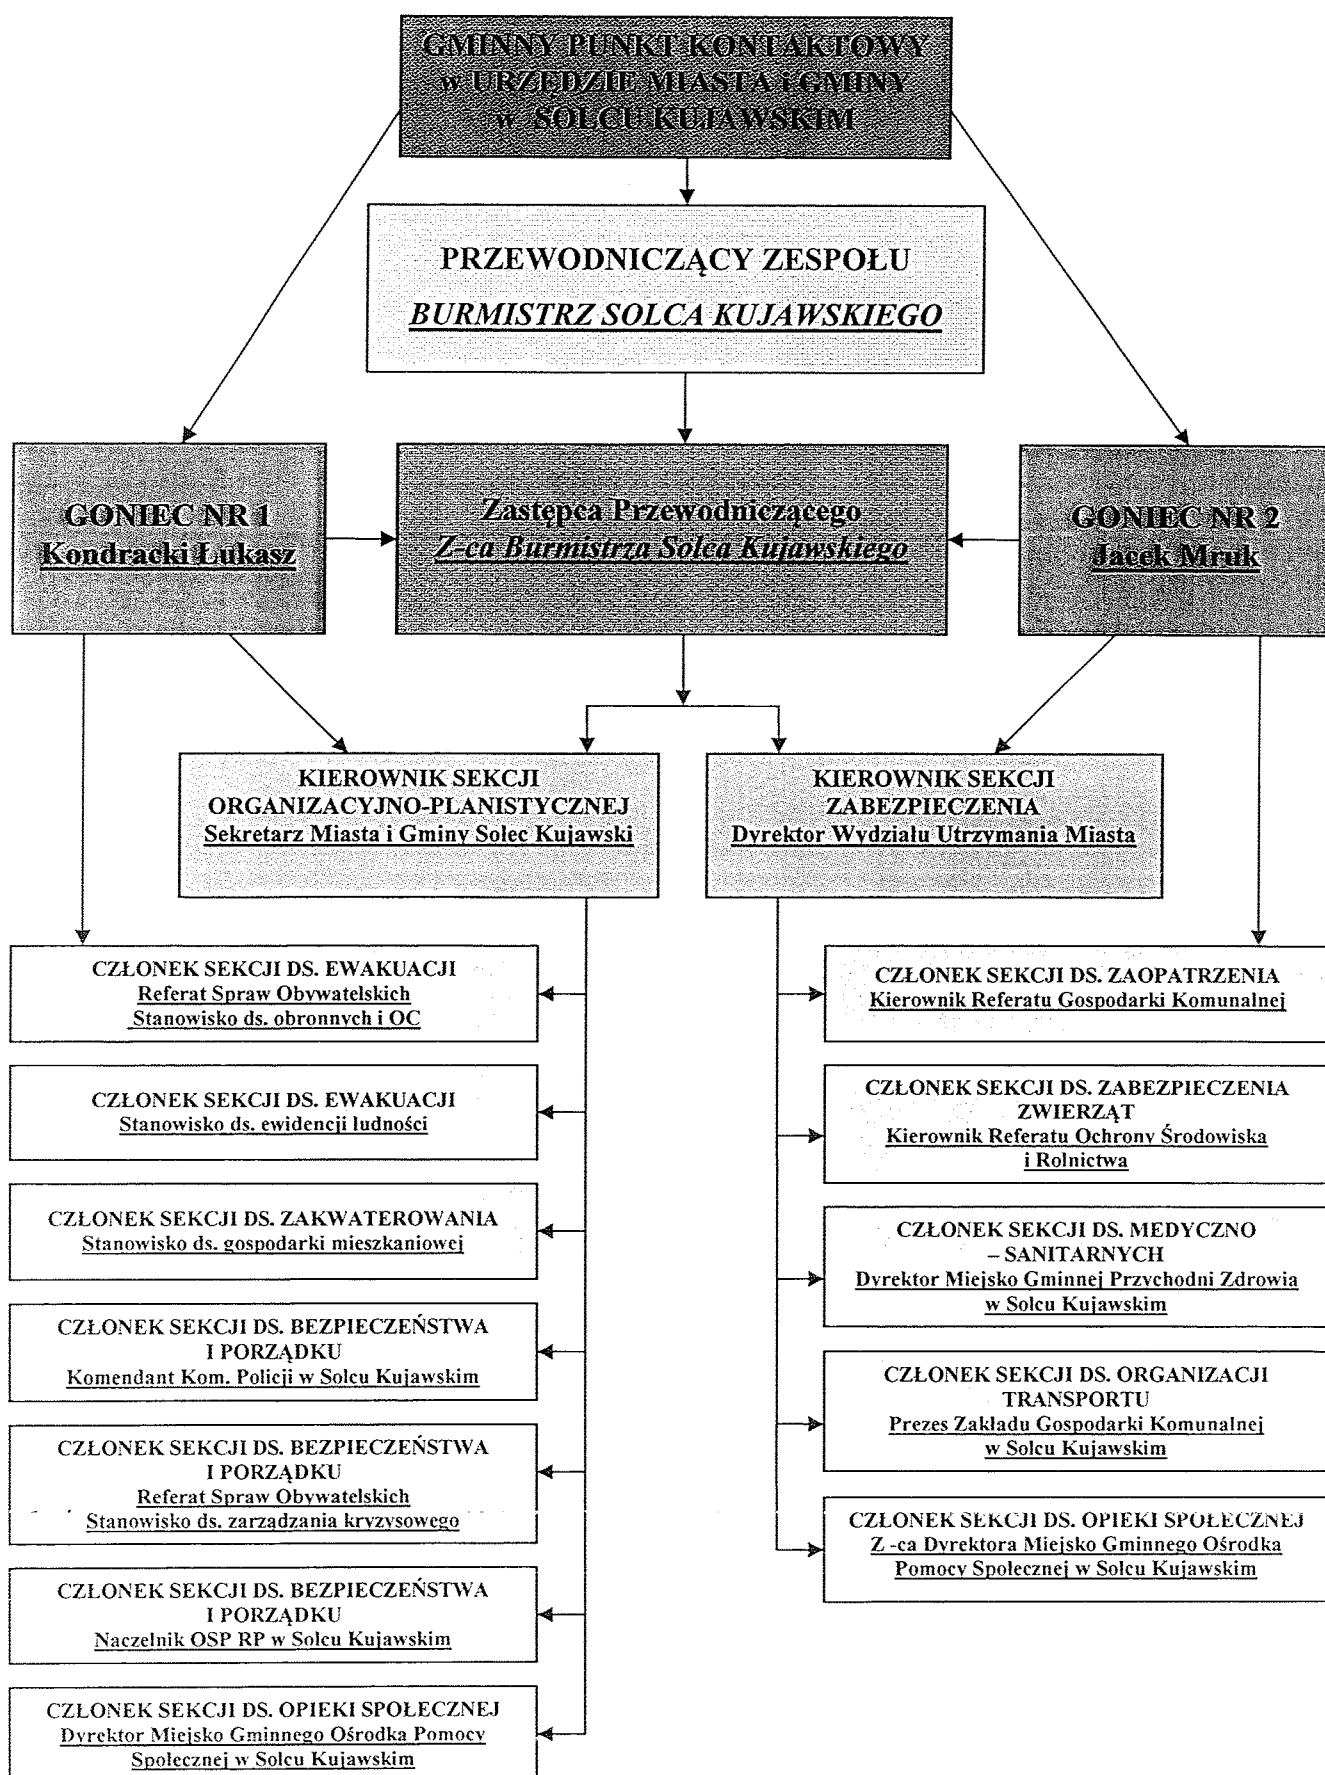 GMINNY PUNKT KONTAKTOWY
w URZĘDZIE MIASTA i GMINY
w SOLCU KUJAWSKIM
PRZEWODNICZĄCY ZESPOŁU
BURMISTRZ SOLCA KUJAWSKIEGO
GONIEC NR 1
Kondracki Łukasz
Zastępca Przewodniczącego
Z-ca Burmistrza Solca Kujawskiego
GONIEC NR 2
Jacek Mruk
KIEROWNIK SEKCJI
ORGANIZACYJNO-PLANISTYCZNEJ
Sekretarz Miasta i Gminy Solec Kujawski
KIEROWNIK SEKCJI
ZABEZPIECZENIA
Dyrektor Wydziału Utrzymania Miasta
CZŁONEK SEKCJI DS. EWAKUACJI
Referat Spraw Obywatelskich
Stanowisko ds. obronnych i OC
CZŁONEK SEKCJI DS. EWAKUACJI
Stanowisko ds. ewidencji ludności
CZŁONEK SEKCJI DS. ZAKWATEROWANIA
Stanowisko ds. gospodarki mieszkaniowej
CZŁONEK SEKCJI DS. BEZPIECZEŃSTWA
I PORZĄDKU
Komendant Kom. Policji w Solcu Kujawskim
CZŁONEK SEKCJI DS. BEZPIECZEŃSTWA
I PORZĄDKU
Referat Spraw Obywatelskich
Stanowisko ds. zarządzania kryzysowego
CZŁONEK SEKCJI DS. BEZPIECZEŃSTWA
I PORZĄDKU
Naczelnik OSP RP w Solcu Kujawskim
CZŁONEK SEKCJI DS. OPIEKI SPOŁECZNEJ
Dyrektor Miejsko Gminnego Ośrodka Pomocy
Społecznej w Solcu Kujawskim
CZŁONEK SEKCJI DS. ZAOPATRZENIA
Kierownik Referatu Gospodarki Komunalnej
CZŁONEK SEKCJI DS. ZABEZPIECZENIA
ZWIERZĄT
Kierownik Referatu Ochrony Środowiska
i Rolnictwa
CZŁONEK SEKCJI DS. MEDYCZNO
– SANITARNYCH
Dyrektor Miejsko Gminnej Przychodni Zdrowia
w Solcu Kujawskim
CZŁONEK SEKCJI DS. ORGANIZACJI
TRANSPORTU
Prezes Zakładu Gospodarki Komunalnej
w Solcu Kujawskim
CZŁONEK SEKCJI DS. OPIEKI SPOŁECZNEJ
Z -ca Dyrektora Miejsko Gminnego Ośrodka
Pomocy Społecznej w Solcu Kujawskim